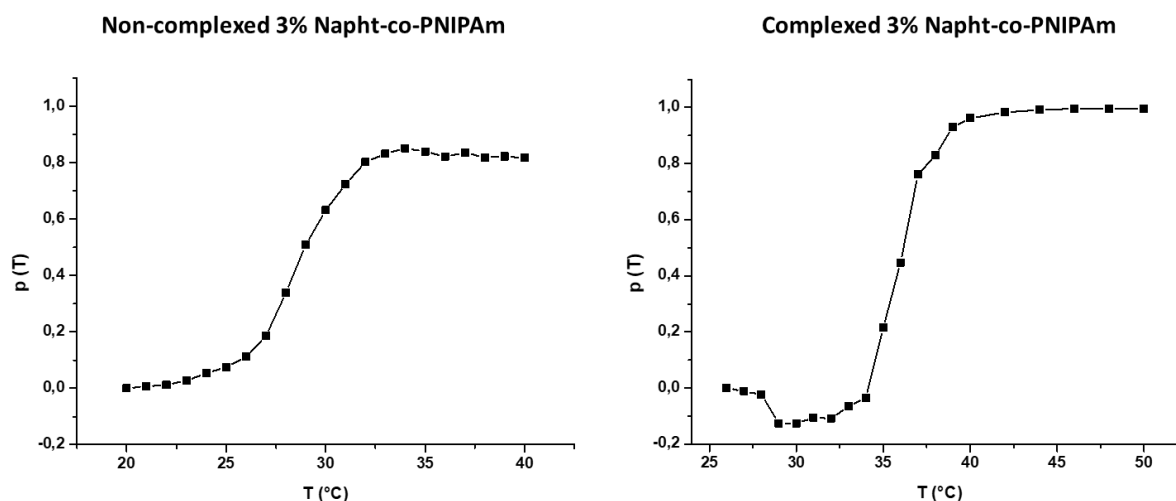 Non-complexed 3% Napht-co-PNIPAm
1,0
0,8
0,6
0,4
0,2
0,0
-0,2
p (T)
20 25 30 35 40
T (°C)
Complexed 3% Napht-co-PNIPAm
1,0
0,8
0,6
0,4
0,2
0,0
-0,2
p (T)
25 30 35 40 45 50
T (°C)